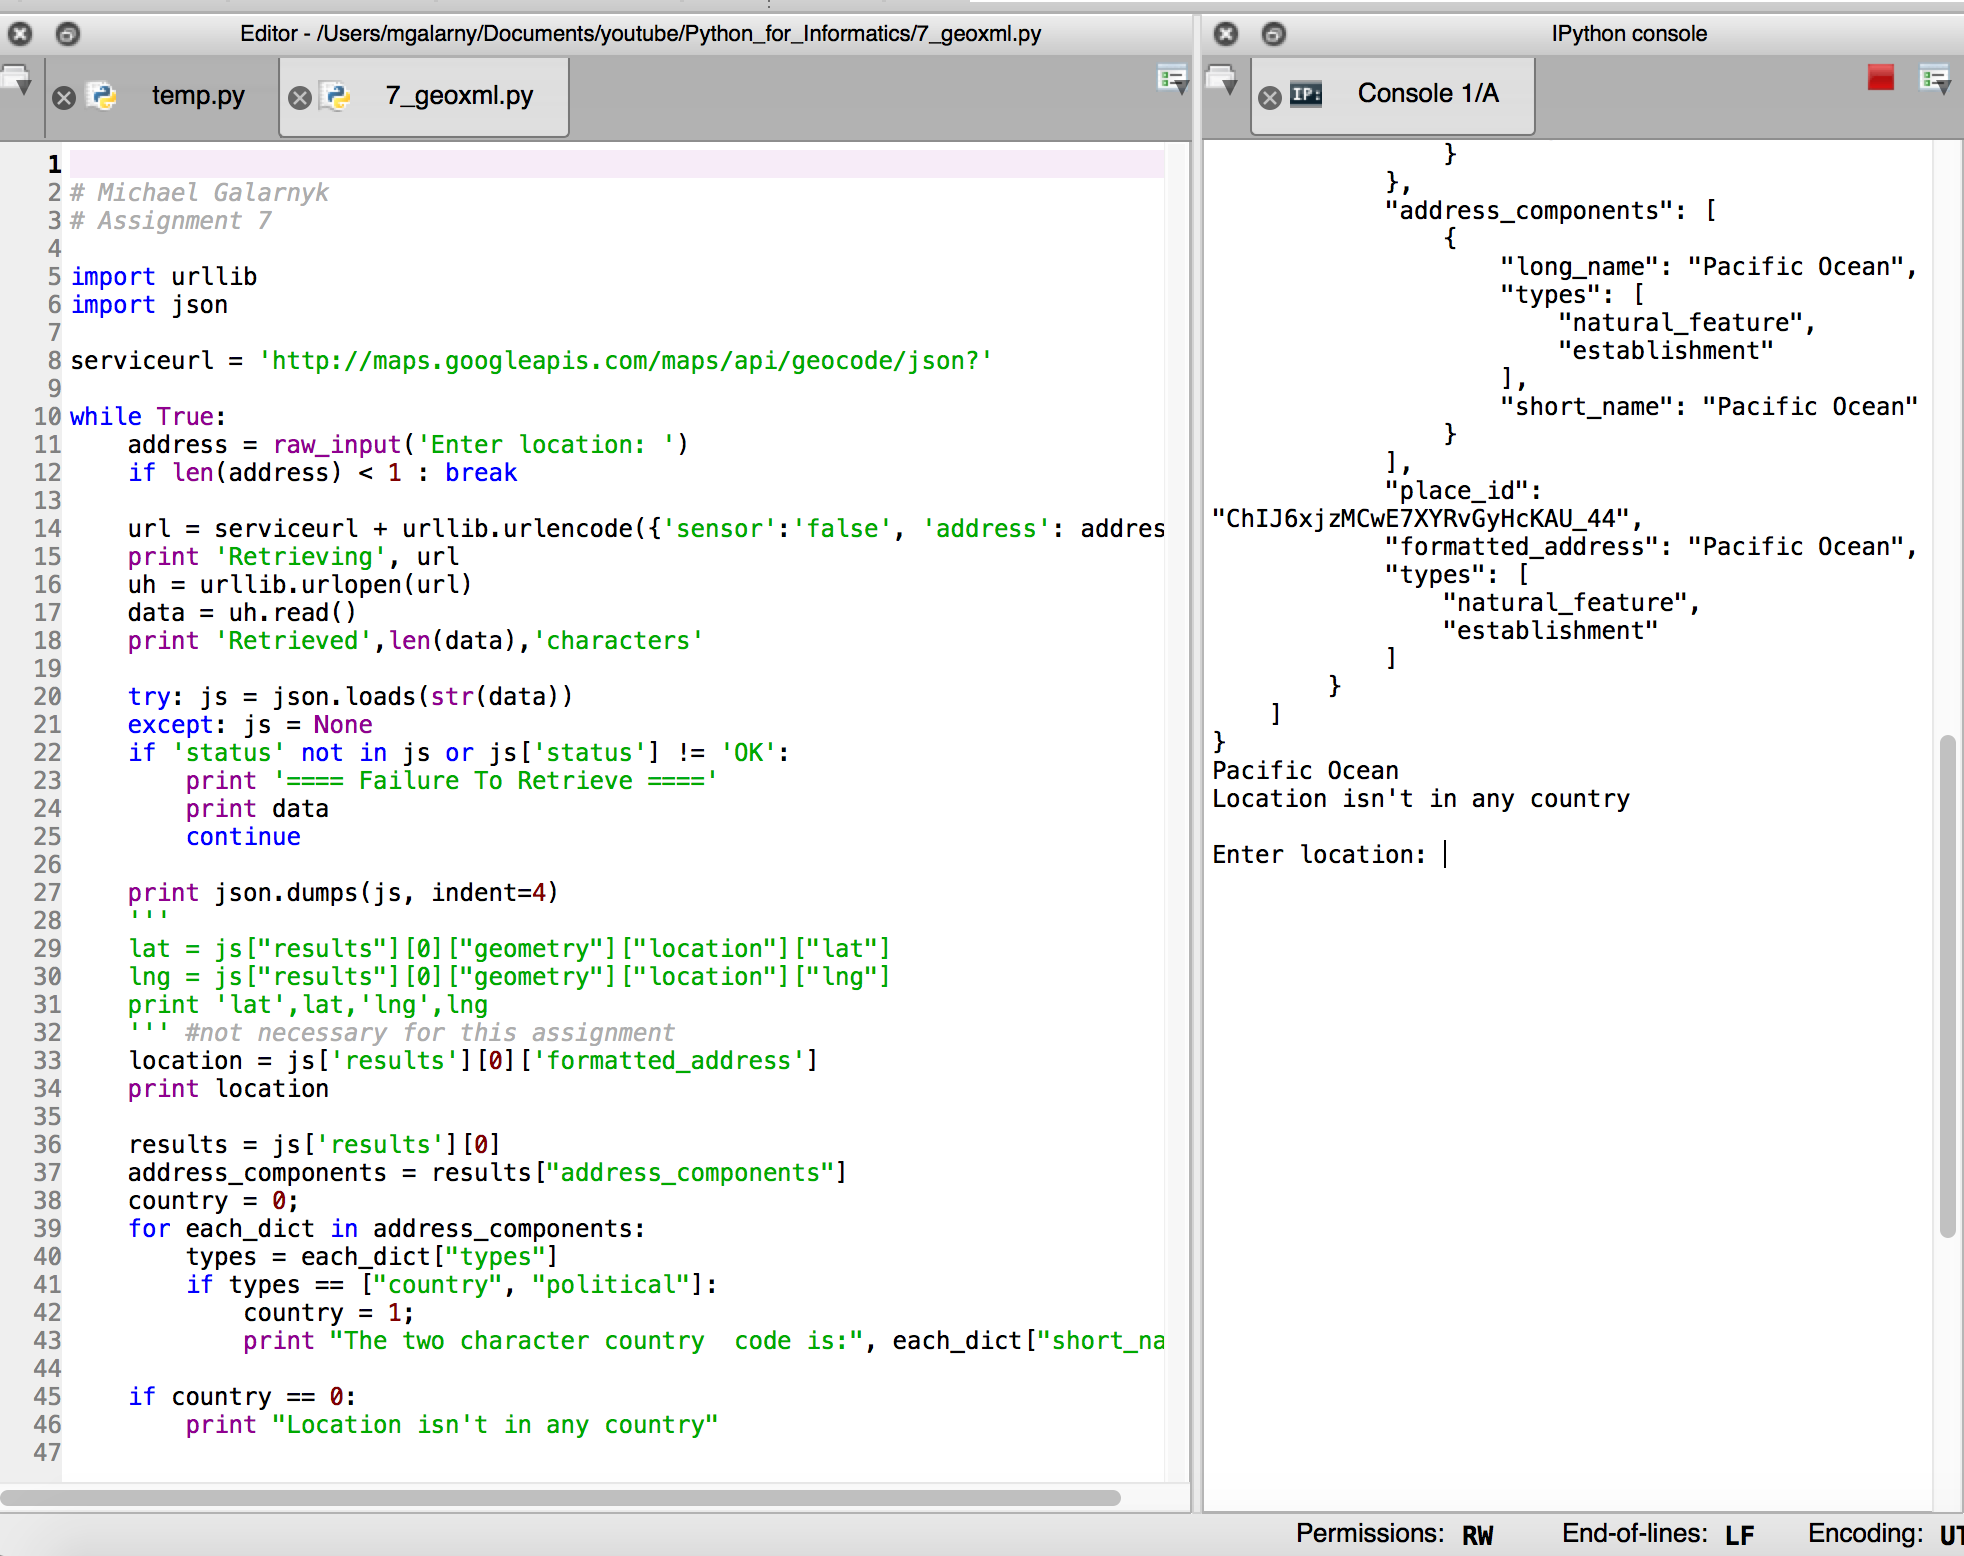 Editor - /Users/mgalarny/Documents/youtube/Python_for_Informatics/7_geoxml.py
temp.py
7_geoxml.py
1
2 # Michael Galarnyk
3 # Assignment 7
4
5 import urllib
6 import json
7
8 serviceurl = 'http://maps.googleapis.com/maps/api/geocode/json?'
9
10 while True:
11     address = raw_input('Enter location: ')
12     if len(address) < 1 : break
13
14     url = serviceurl + urllib.urlencode({'sensor':'false', 'address': addres
15     print 'Retrieving', url
16     uh = urllib.urlopen(url)
17     data = uh.read()
18     print 'Retrieved',len(data),'characters'
19
20     try: js = json.loads(str(data))
21     except: js = None
22     if 'status' not in js or js['status'] != 'OK':
23         print '==== Failure To Retrieve ===='
24         print data
25         continue
26
27     print json.dumps(js, indent=4)
28     '''
29     lat = js["results"][0]["geometry"]["location"]["lat"]
30     lng = js["results"][0]["geometry"]["location"]["lng"]
31     print 'lat',lat,'lng',lng
32     ''' #not necessary for this assignment
33     location = js['results'][0]['formatted_address']
34     print location
35
36     results = js['results'][0]
37     address_components = results["address_components"]
38     country = 0;
39     for each_dict in address_components:
40         types = each_dict["types"]
41         if types == ["country", "political"]:
42             country = 1;
43             print "The two character country  code is:", each_dict["short_na
44
45     if country == 0:
46         print "Location isn't in any country"
47
IPython console
IP:
Console 1/A
                }
            },
            "address_components": [
                {
                    "long_name": "Pacific Ocean",
                    "types": [
                        "natural_feature",
                        "establishment"
                    ],
                    "short_name": "Pacific Ocean"
                }
            ],
            "place_id":
"ChIJ6xjzMCwE7XYRvGyHcKAU_44",
            "formatted_address": "Pacific Ocean",
            "types": [
                "natural_feature",
                "establishment"
            ]
        }
    ]
}
Pacific Ocean
Location isn't in any country

Enter location:
Permissions: RW End-of-lines: LF Encoding: UT